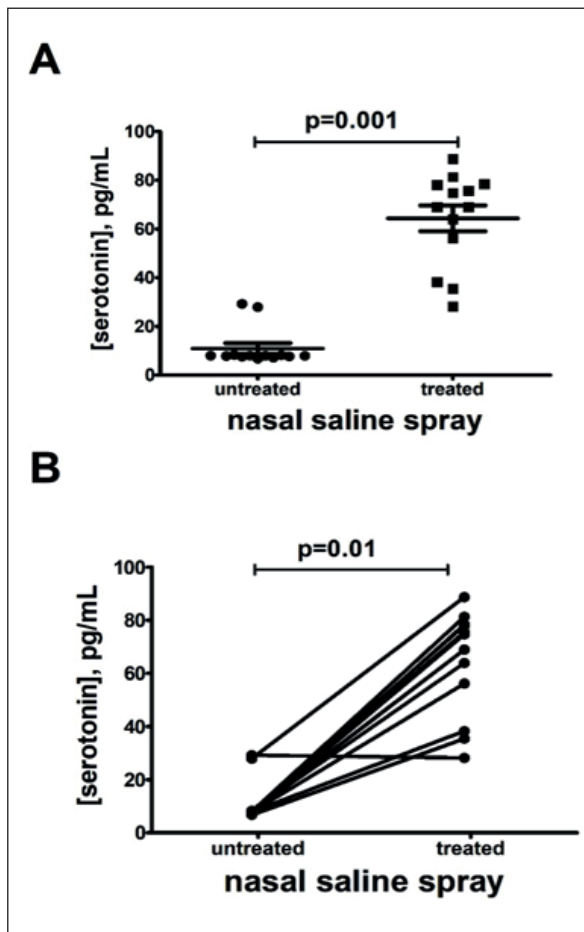 A
p=0.001
[serotonin], pg/mL
100
80
60
40
20
0
untreated treated
nasal saline spray
B
p=0.01
[serotonin], pg/mL
100
80
60
40
20
0
untreated treated
nasal saline spray